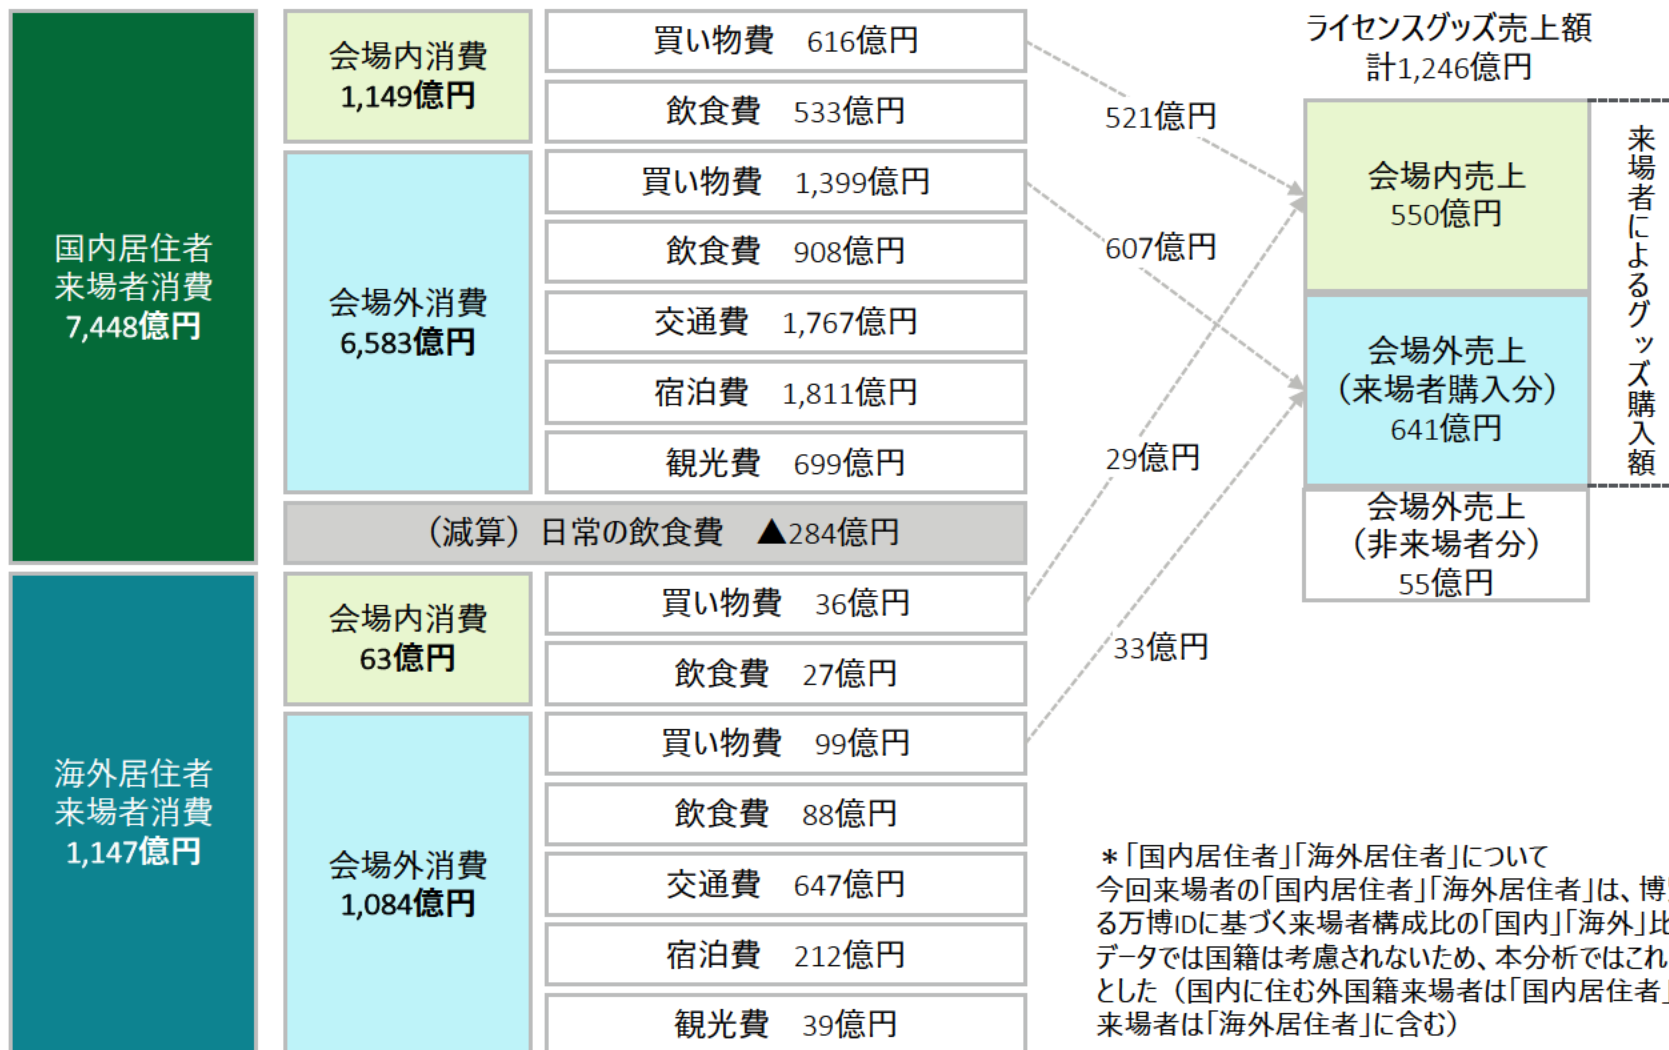 国内居住者
来場者消費
7,448億円
会場内消費
1,149億円
買い物費 616億円
飲食費 533億円
会場外消費
6,583億円
買い物費 1,399億円
飲食費 908億円
交通費 1,767億円
宿泊費 1,811億円
観光費 699億円
（減算）日常の飲食費 ▲284億円
海外居住者
来場者消費
1,147億円
会場内消費
63億円
買い物費 36億円
飲食費 27億円
会場外消費
1,084億円
買い物費 99億円
飲食費 88億円
交通費 647億円
宿泊費 212億円
観光費 39億円
521億円
607億円
29億円
33億円
ライセンスグッズ売上額
計1,246億円
会場内売上
550億円
会場外売上
（来場者購入分）
641億円
会場外売上
（非来場者分）
55億円
来場者によるグッズ購入額
＊「国内居住者」「海外居住者」について
今回来場者の「国内居住者」「海外居住者」は、博
る万博IDに基づく来場者構成比の「国内」「海外」比
データでは国籍は考慮されないため、本分析ではこれ
とした（国内に住む外国籍来場者は「国内居住者」
来場者は「海外居住者」に含む）